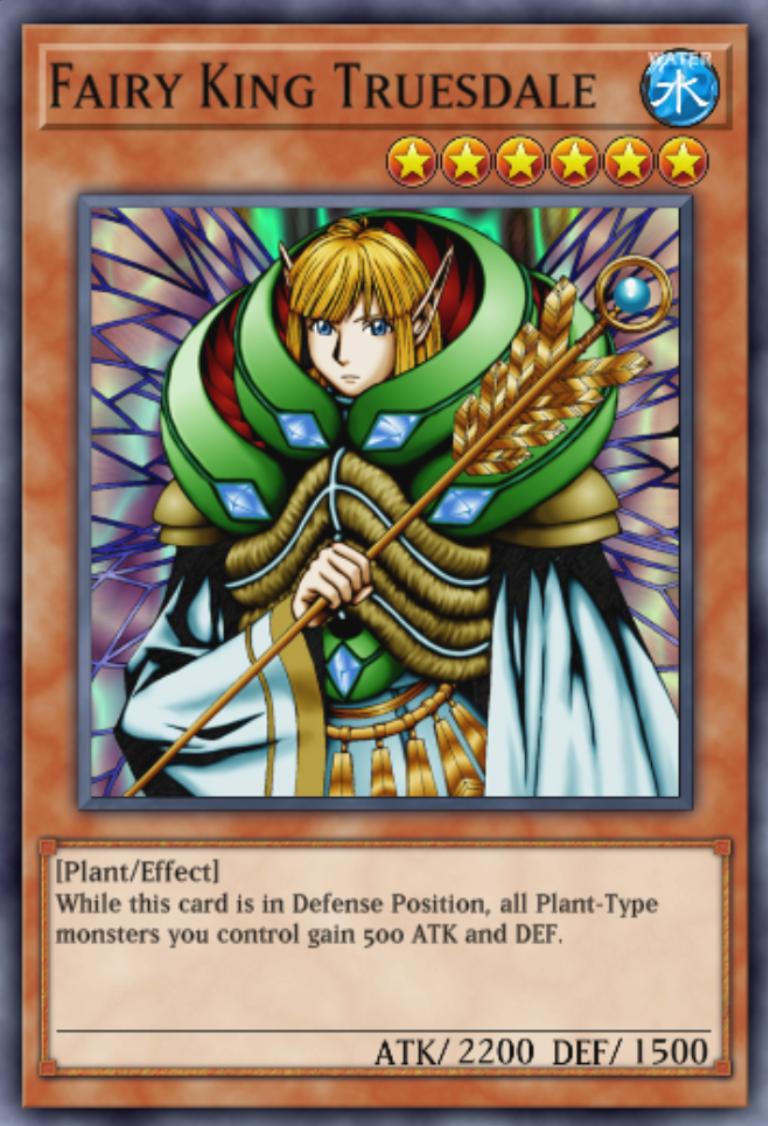 Fairy King Truesdale
WATER
水
[Plant/Effect]
While this card is in Defense Position, all Plant-Type
monsters you control gain 500 ATK and DEF.
ATK/ 2200 DEF/ 1500